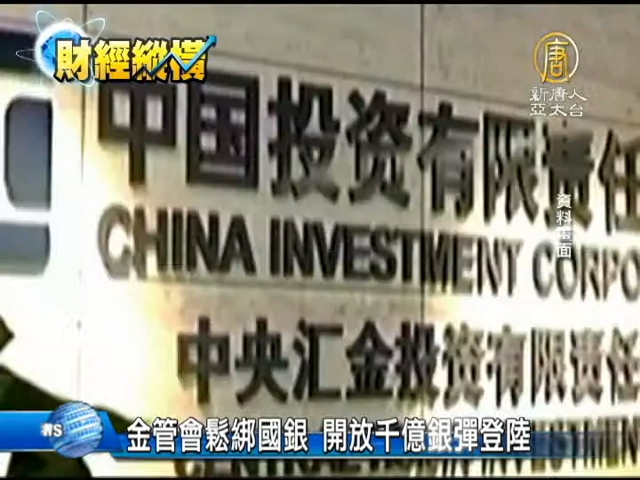 財經縱橫
唐
新唐人
亞太台
中国投资有限责任
CHINA INVESTMENT CORPO
資料畫面
中央汇金投资有限责任
INVESTMEN
金管會鬆綁國銀 開放千億銀彈登陸